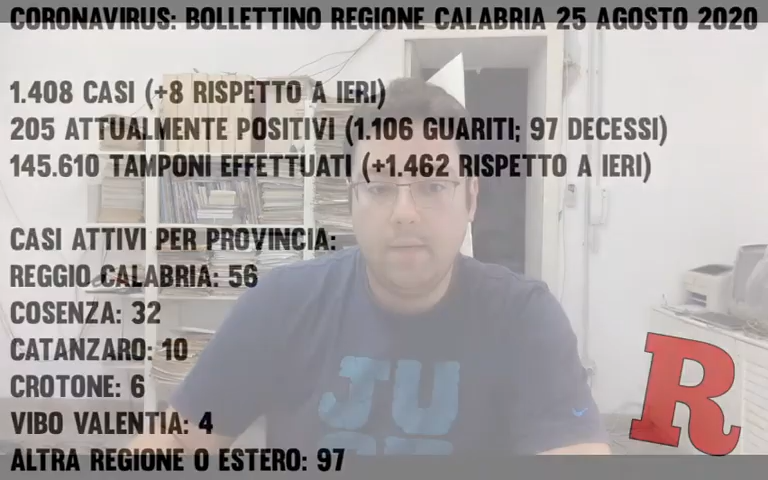 CORONAVIRUS: BOLLETTINO REGIONE CALABRIA 25 AGOSTO 2020
1.408 CASI (+8 RISPETTO A IERI)
205 ATTUALMENTE POSITIVI (1.106 GUARITI; 97 DECESSI)
145.610 TAMPONI EFFETTUATI (+1.462 RISPETTO A IERI)
CASI ATTIVI PER PROVINCIA:
REGGIO CALABRIA: 56
COSENZA: 32
CATANZARO: 10
CROTONE: 6
VIBO VALENTIA: 4
ALTRA REGIONE O ESTERO: 97
JU
R